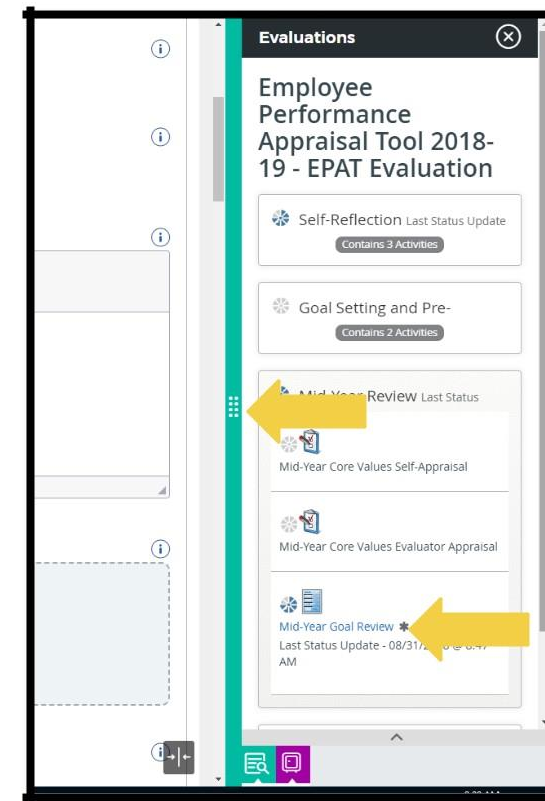 Evaluations
Employee
Performance
Appraisal Tool 2018-
19 - EPAT Evaluation
Self-Reflection Last Status Update
Contains 3 Activities
Goal Setting and Pre-
Contains 2 Activities
Mid-Year Review Last Status
Mid-Year Core Values Self-Appraisal
Mid-Year Core Values Evaluator Appraisal
Mid-Year Goal Review *
Last Status Update - 08/31/
AM